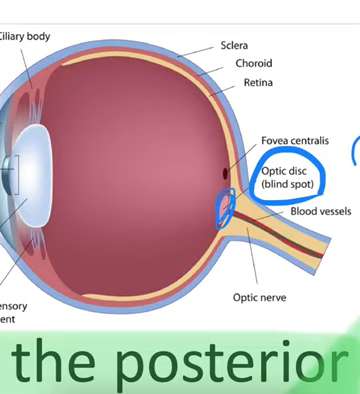 Ciliary body
Sclera
Choroid
Retina
Fovea centralis
Optic disc
(blind spot)
Blood vessels
Optic nerve
the posterior